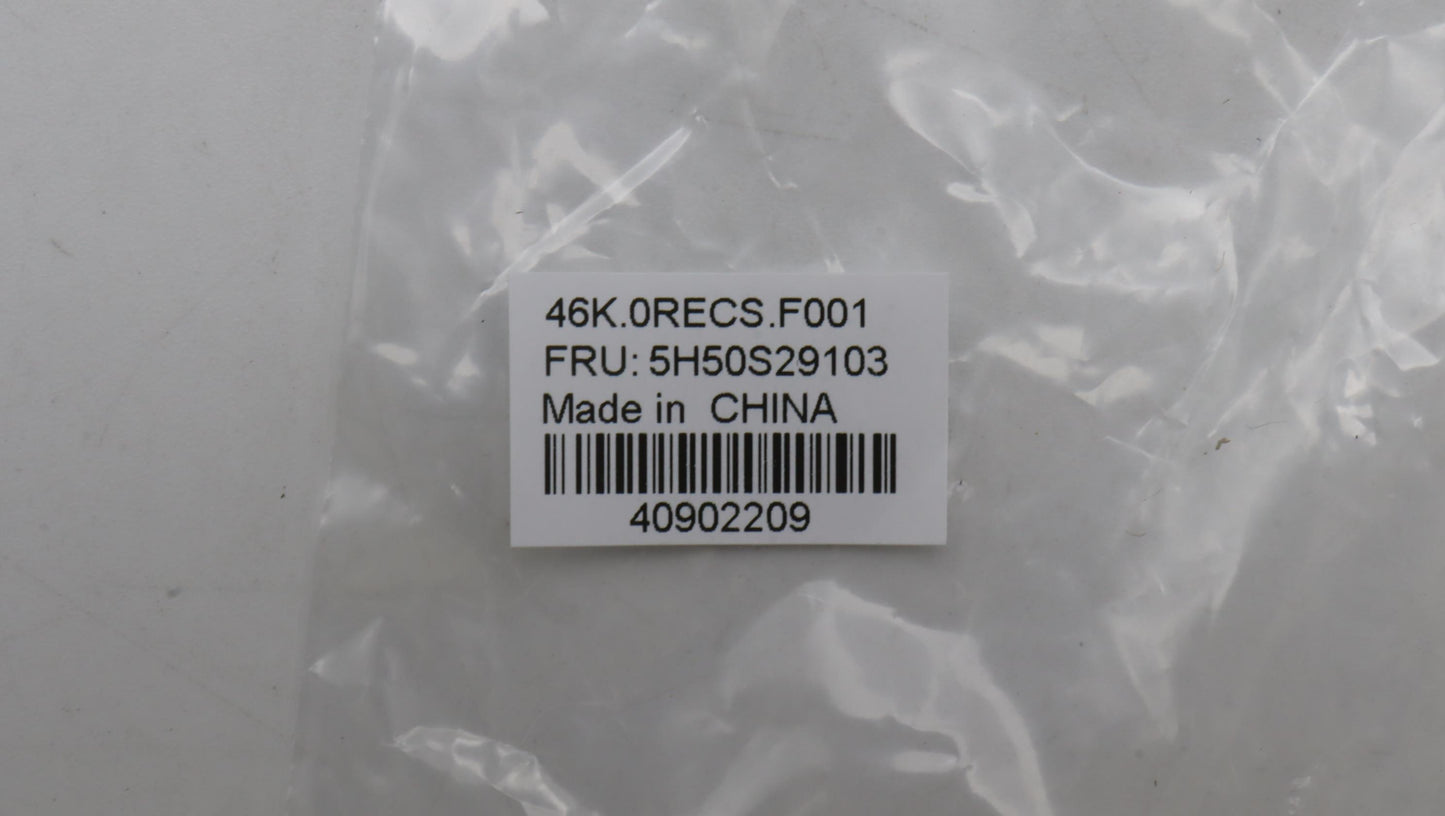 46K.0RECS.F001
FRU: 5H50S29103
Made in CHINA
40902209